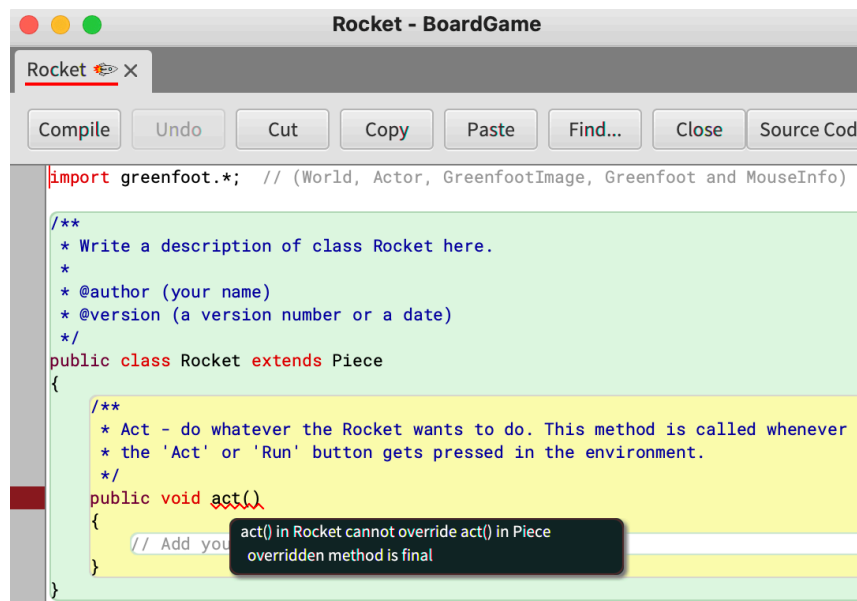 Rocket - BoardGame
Rocket
Compile Undo Cut Copy Paste Find... Close Source Cod
import greenfoot.*;  // (World, Actor, GreenfootImage, Greenfoot and MouseInfo)
/**
 * Write a description of class Rocket here.
 *
 * @author (your name)
 * @version (a version number or a date)
 */
public class Rocket extends Piece
{
    /**
     * Act - do whatever the Rocket wants to do. This method is called whenever
     * the 'Act' or 'Run' button gets pressed in the environment.
     */
    public void act()
    {
act() in Rocket cannot override act() in Piece
        // Add you
overridden method is final
    }
}